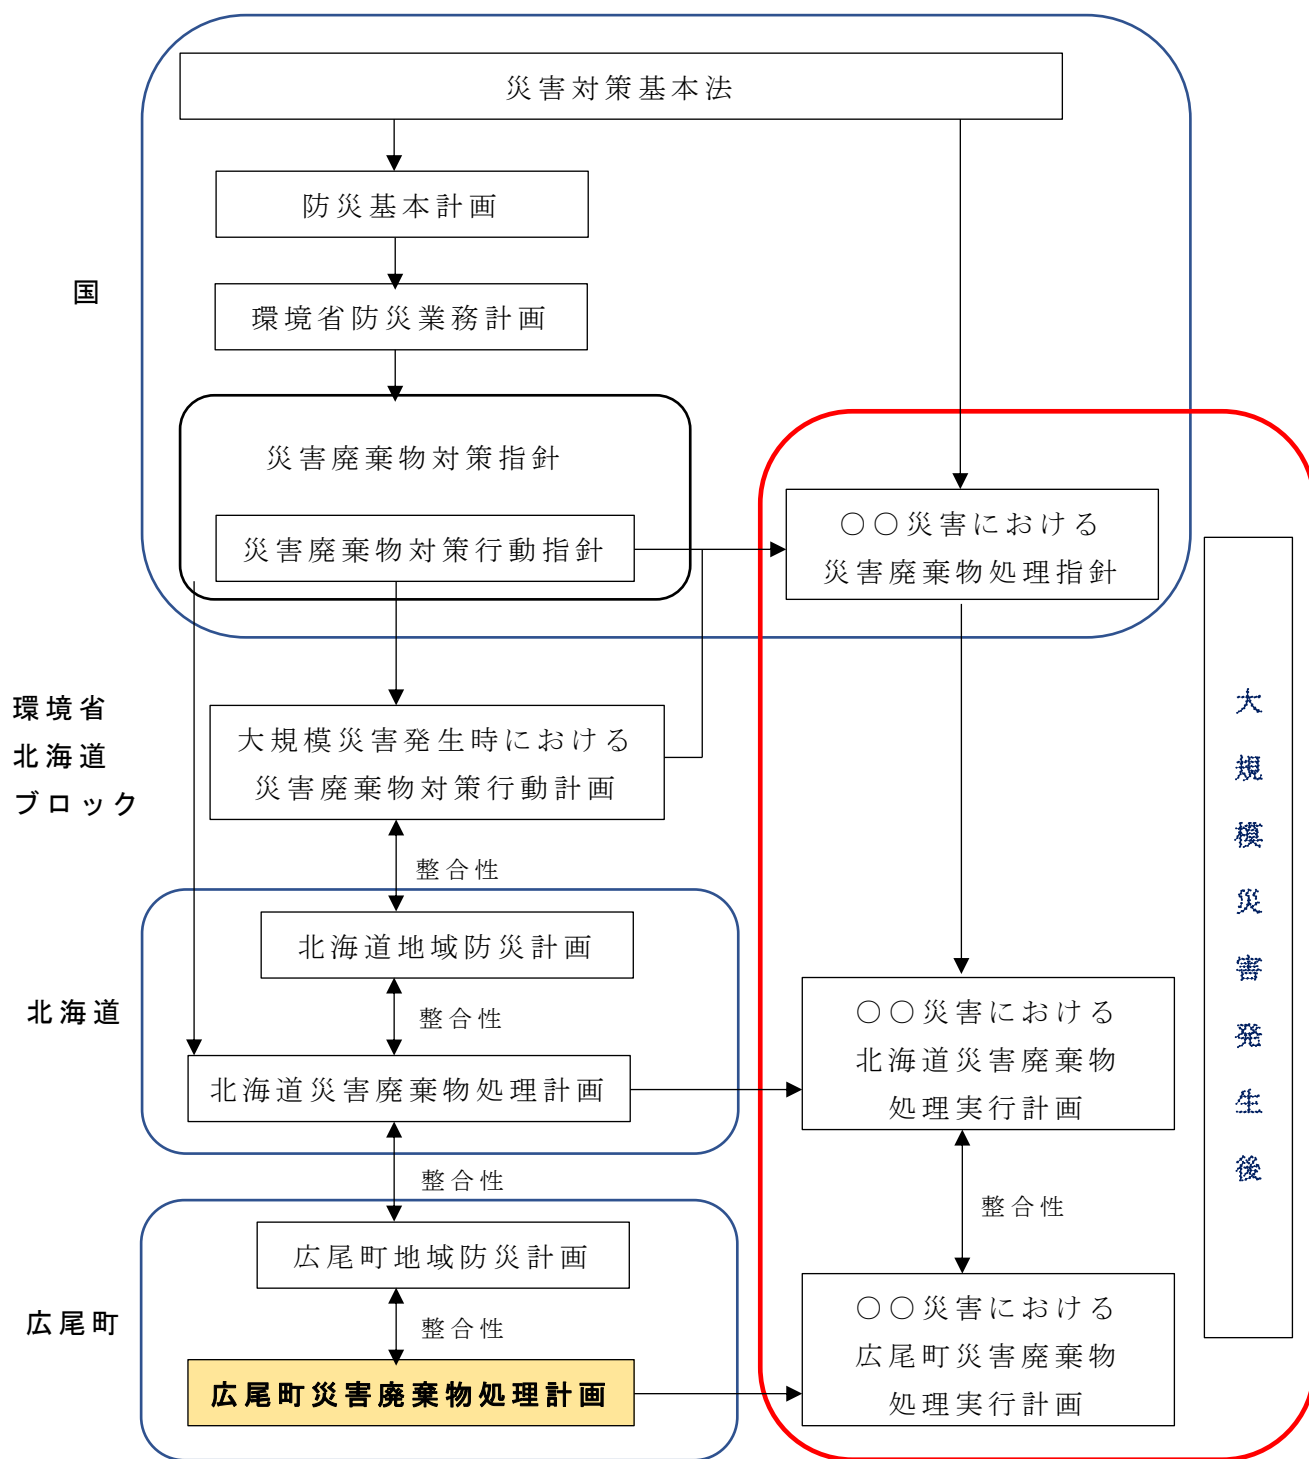 災害対策基本法
防災基本計画
国
環境省防災業務計画
災害廃棄物対策指針
災害廃棄物対策行動指針
〇〇災害における
災害廃棄物処理指針
環境省
北海道
ブロック
大規模災害発生時における
災害廃棄物対策行動計画
整合性
北海道
北海道地域防災計画
整合性
北海道災害廃棄物処理計画
〇〇災害における
北海道災害廃棄物
処理実行計画
整合性
整合性
広尾町
広尾町地域防災計画
整合性
広尾町災害廃棄物処理計画
〇〇災害における
広尾町災害廃棄物
処理実行計画
大規模災害発生後